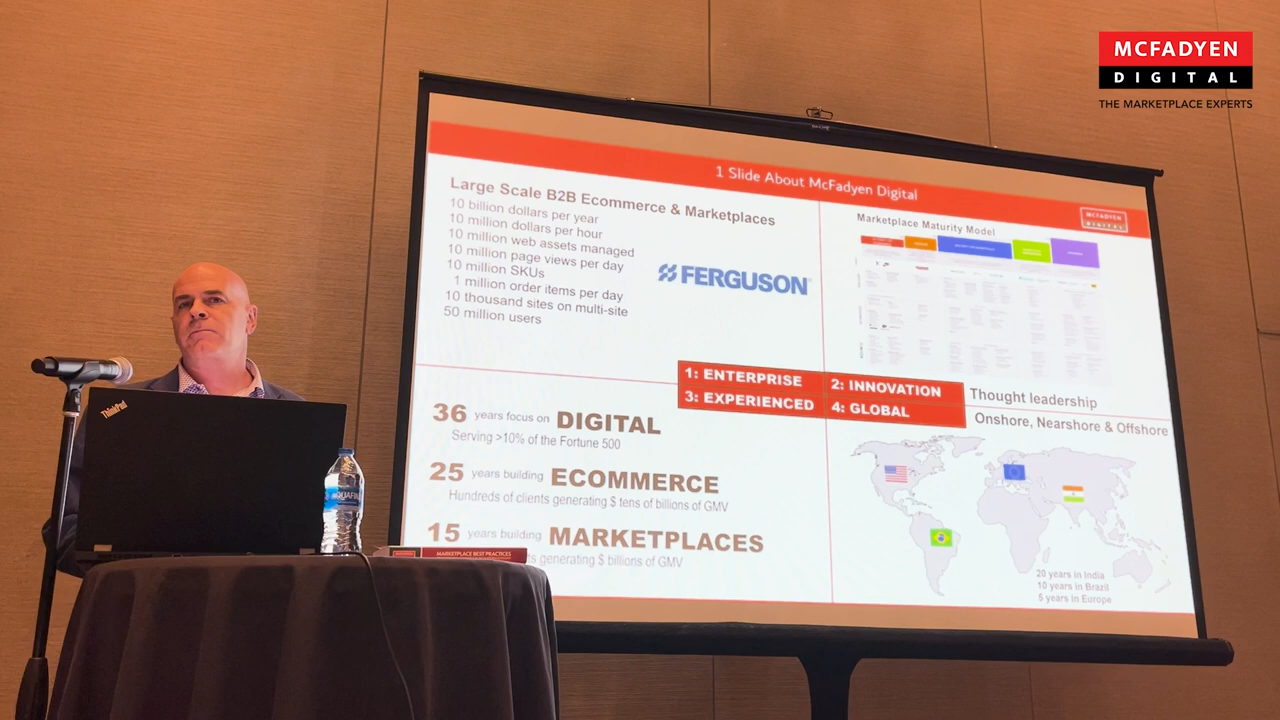 MCFADYEN
DIGITAL
THE MARKETPLACE EXPERTS
1 Slide About McFadyen Digital
MCFADYEN
DIGITAL
Large Scale B2B Ecommerce & Marketplaces
10 billion dollars per year
10 million dollars per hour
10 million web assets managed
10 million page views per day
10 million SKUs
1 million order items per day
10 thousand sites on multi-site
50 million users
FERGUSON
Marketplace Maturity Model
1: ENTERPRISE
2: INNOVATION
3: EXPERIENCED
4: GLOBAL
Thought leadership
Onshore, Nearshore & Offshore
36 years focus on DIGITAL
Serving >10% of the Fortune 500
25 years building ECOMMERCE
Hundreds of clients generating $ tens of billions of GMV
15 years building MARKETPLACES
generating $ billions of GMV
20 years in India
10 years in Brazil
5 years in Europe
ThinkPad
MARKETPLACE BEST PRACTICES